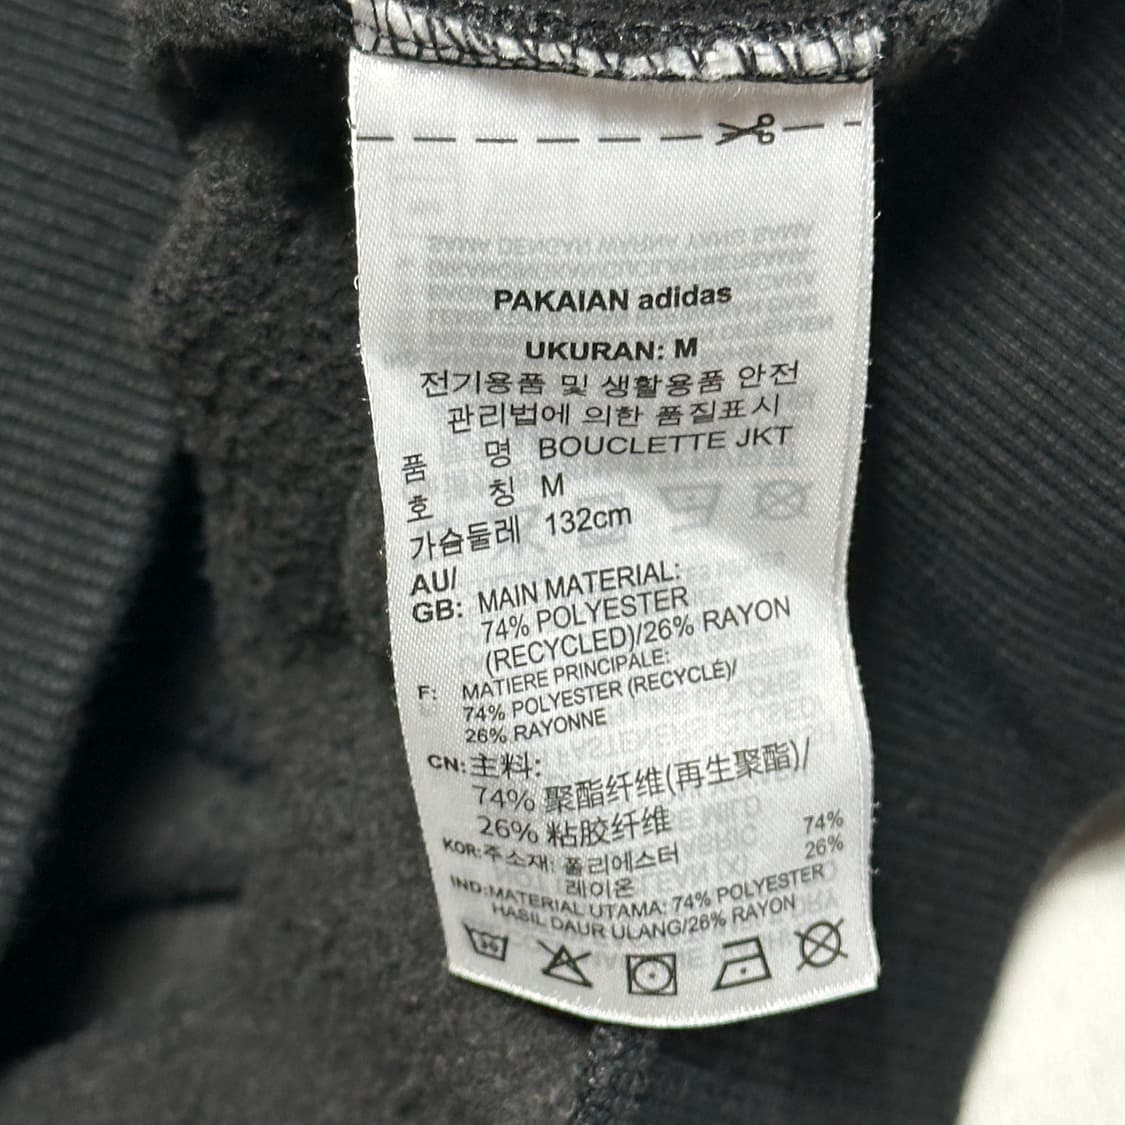 PAKAIAN adidas
UKURAN: M
전기용품 및 생활용품 안전
관리법에 의한 품질표시
품 명 BOUCLETTE JKT
호 칭 M
가슴둘레 132cm
AU/
GB: MAIN MATERIAL:
74% POLYESTER
(RECYCLED)/26% RAYON
F: MATIERE PRINCIPALE:
74% POLYESTER (RECYCLÉ)/
26% RAYONNE
CN: 主料:
74% 聚酯纤维(再生聚酯)/
26% 粘胶纤维
KOR: 주소재: 폴리에스터 74%
레이온 26%
IND: MATERIAL UTAMA: 74% POLYESTER
HASIL DAUR ULANG/26% RAYON